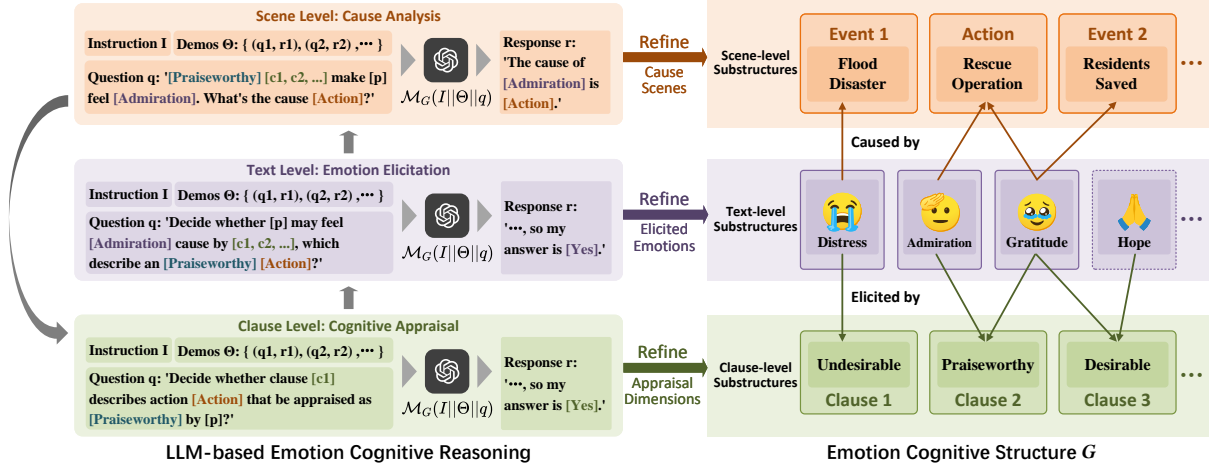 Scene Level: Cause Analysis
Instruction I
Demos Θ: { (q1, r1), (q2, r2) ,··· }
Question q: '[Praiseworthy] [c1, c2, ...] make [p]
feel [Admiration]. What's the cause [Action]?'
M_G(I||Θ||q)
Response r:
'The cause of
[Admiration] is
[Action].'
Refine
Cause
Scenes
Scene-level
Substructures
Event 1
Flood
Disaster
Action
Rescue
Operation
Event 2
Residents
Saved
...
Caused by
Text Level: Emotion Elicitation
Instruction I
Demos Θ: { (q1, r1), (q2, r2) ,··· }
Question q: 'Decide whether [p] may feel
[Admiration] cause by [c1, c2, ...], which
describe an [Praiseworthy] [Action]?'
M_G(I||Θ||q)
Response r:
'···, so my
answer is [Yes].'
Refine
Elicited
Emotions
Text-level
Substructures
Distress
Admiration
Gratitude
Hope
...
Elicited by
Clause Level: Cognitive Appraisal
Instruction I
Demos Θ: { (q1, r1), (q2, r2) ,··· }
Question q: 'Decide whether clause [c1]
describes action [Action] that be appraised as
[Praiseworthy] by [p]?'
M_G(I||Θ||q)
Response r:
'···, so my
answer is [Yes].'
Refine
Appraisal
Dimensions
Clause-level
Substructures
Undesirable
Clause 1
Praiseworthy
Clause 2
Desirable
Clause 3
...
LLM-based Emotion Cognitive Reasoning
Emotion Cognitive Structure G